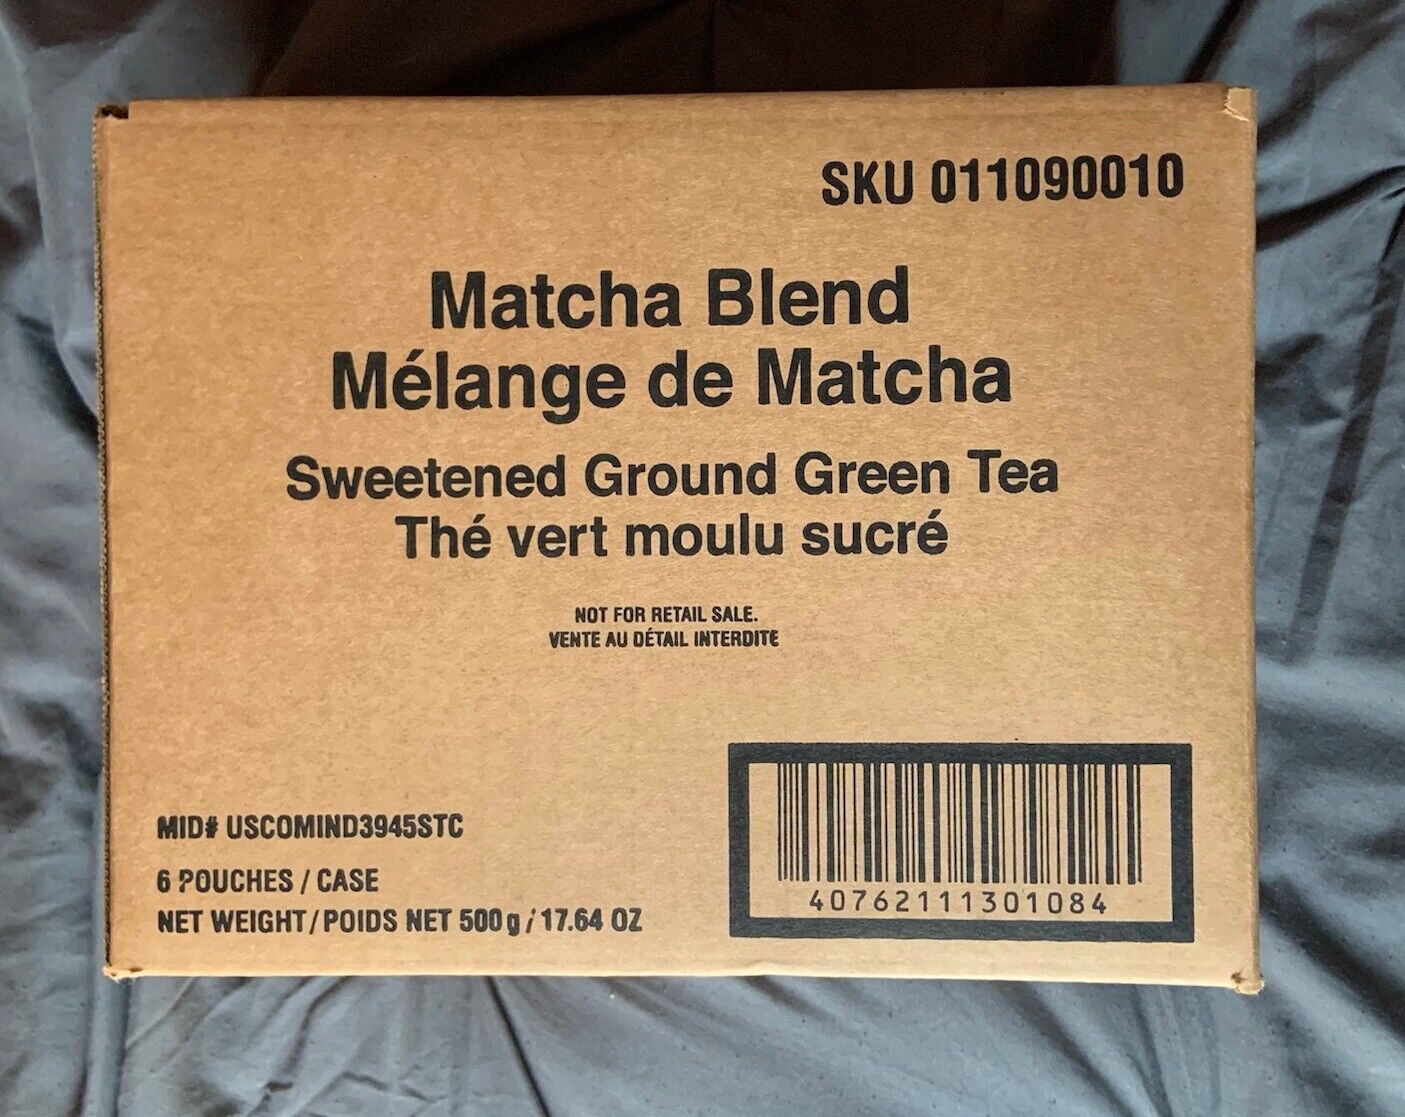 SKU 011090010
Matcha Blend
Mélange de Matcha
Sweetened Ground Green Tea
Thé vert moulu sucré
NOT FOR RETAIL SALE.
VENTE AU DÉTAIL INTERDITE
MID# USCOMIND3945STC
6 POUCHES / CASE
NET WEIGHT/POIDS NET 500g/17.64 OZ
40762111301084